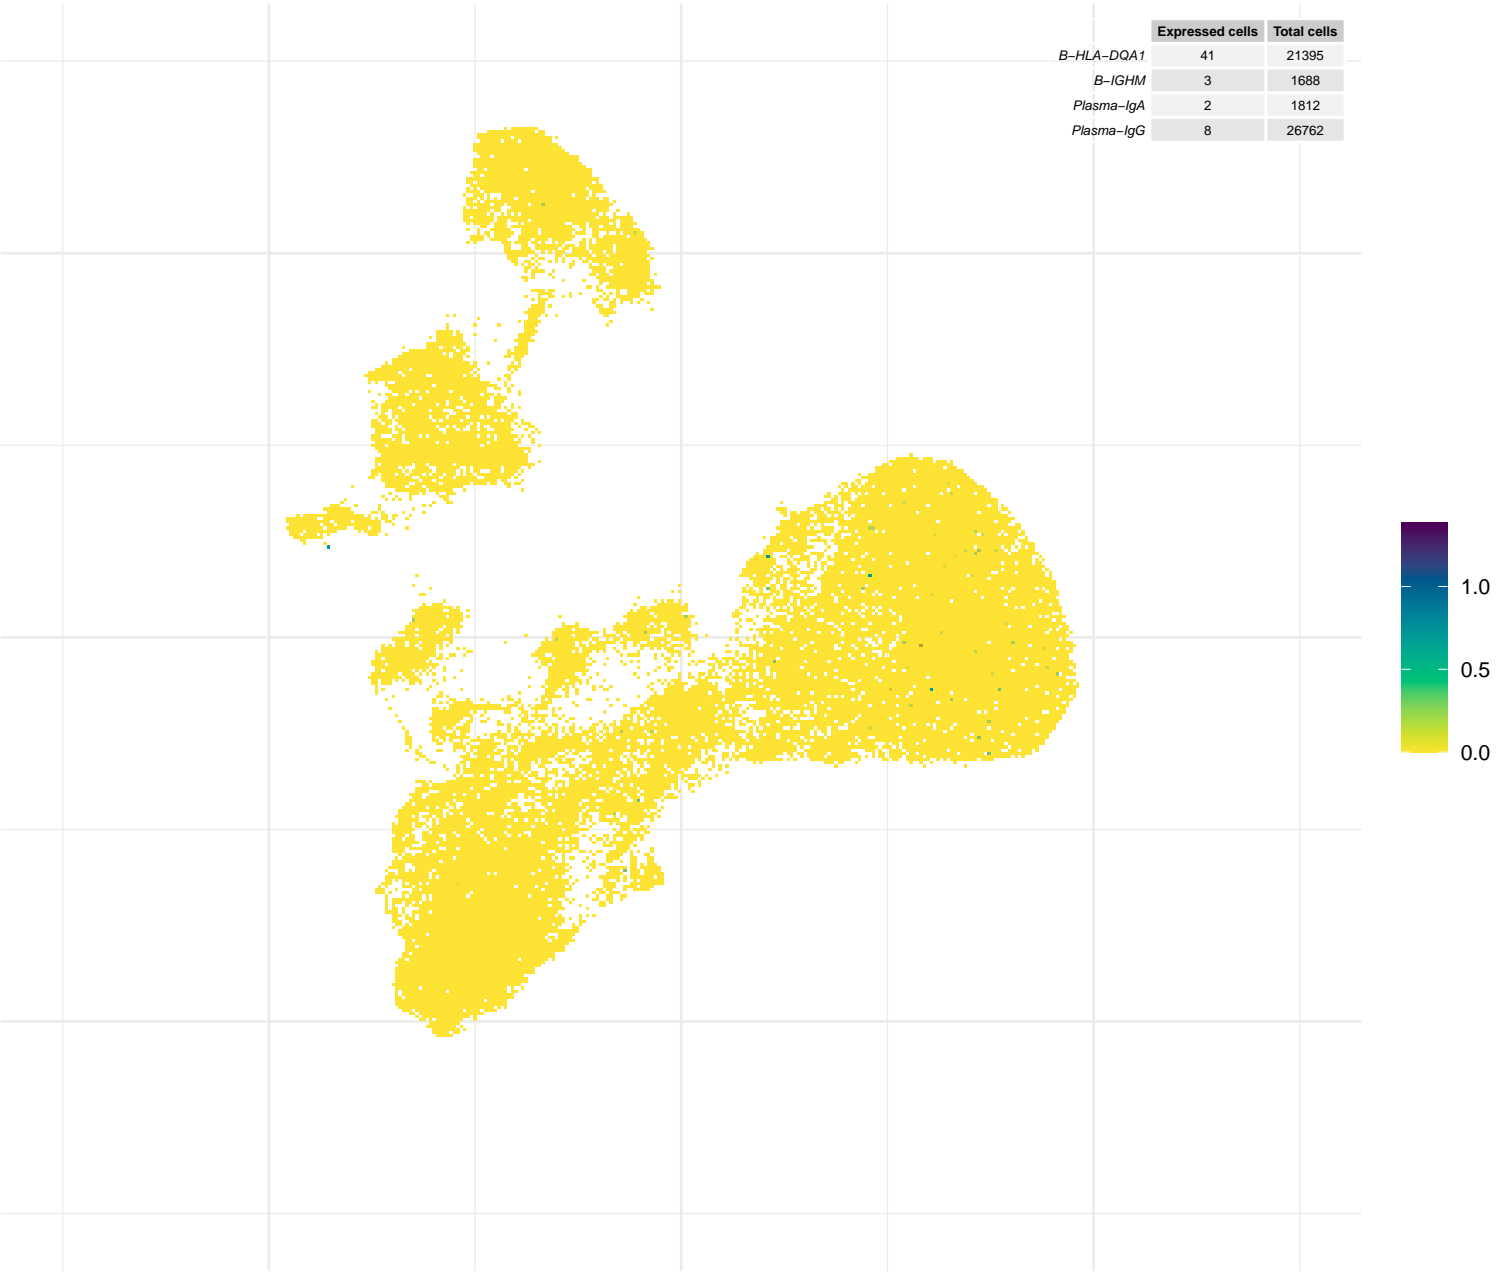 Expressed cells Total cells
B−HLA−DQA1 41 21395
B−IGHM 3 1688
Plasma−IgA 2 1812
Plasma−IgG 8 26762
1.0
0.5
0.0